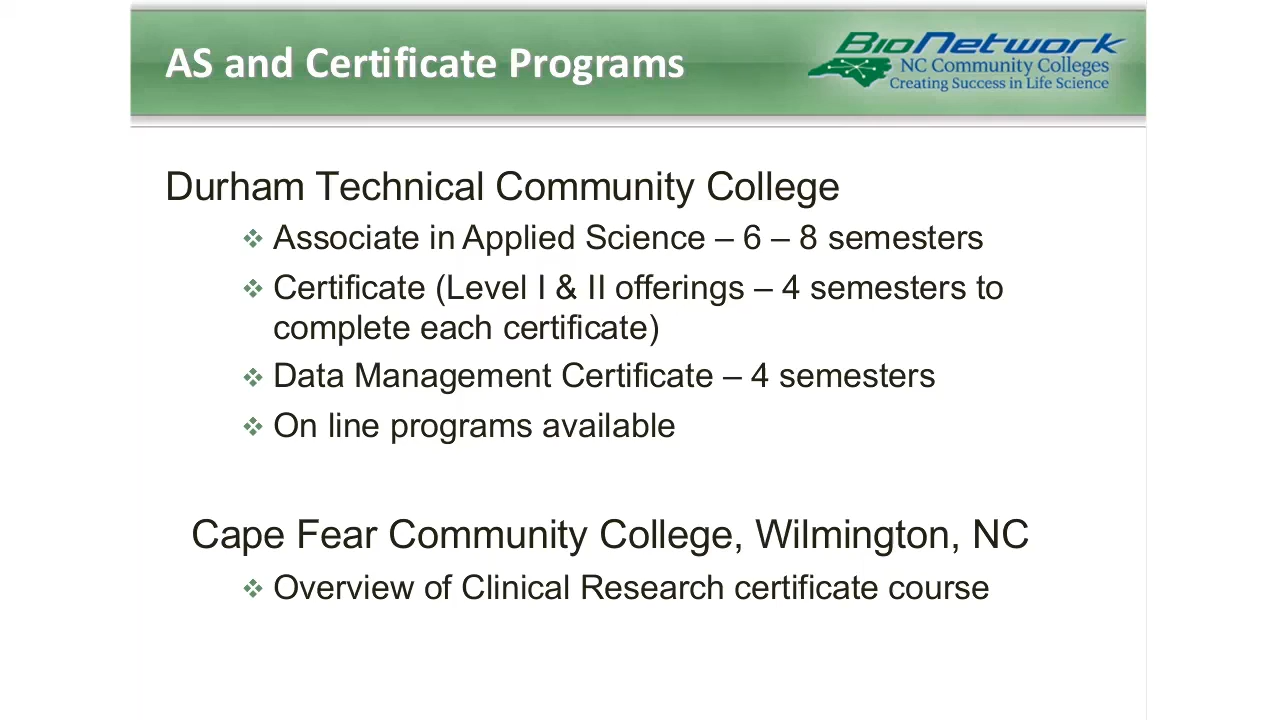 AS and Certificate Programs
BioNetwork
NC Community Colleges
Creating Success in Life Science
Durham Technical Community College
Associate in Applied Science – 6 – 8 semesters
Certificate (Level I & II offerings – 4 semesters to
complete each certificate)
Data Management Certificate – 4 semesters
On line programs available
Cape Fear Community College, Wilmington, NC
Overview of Clinical Research certificate course